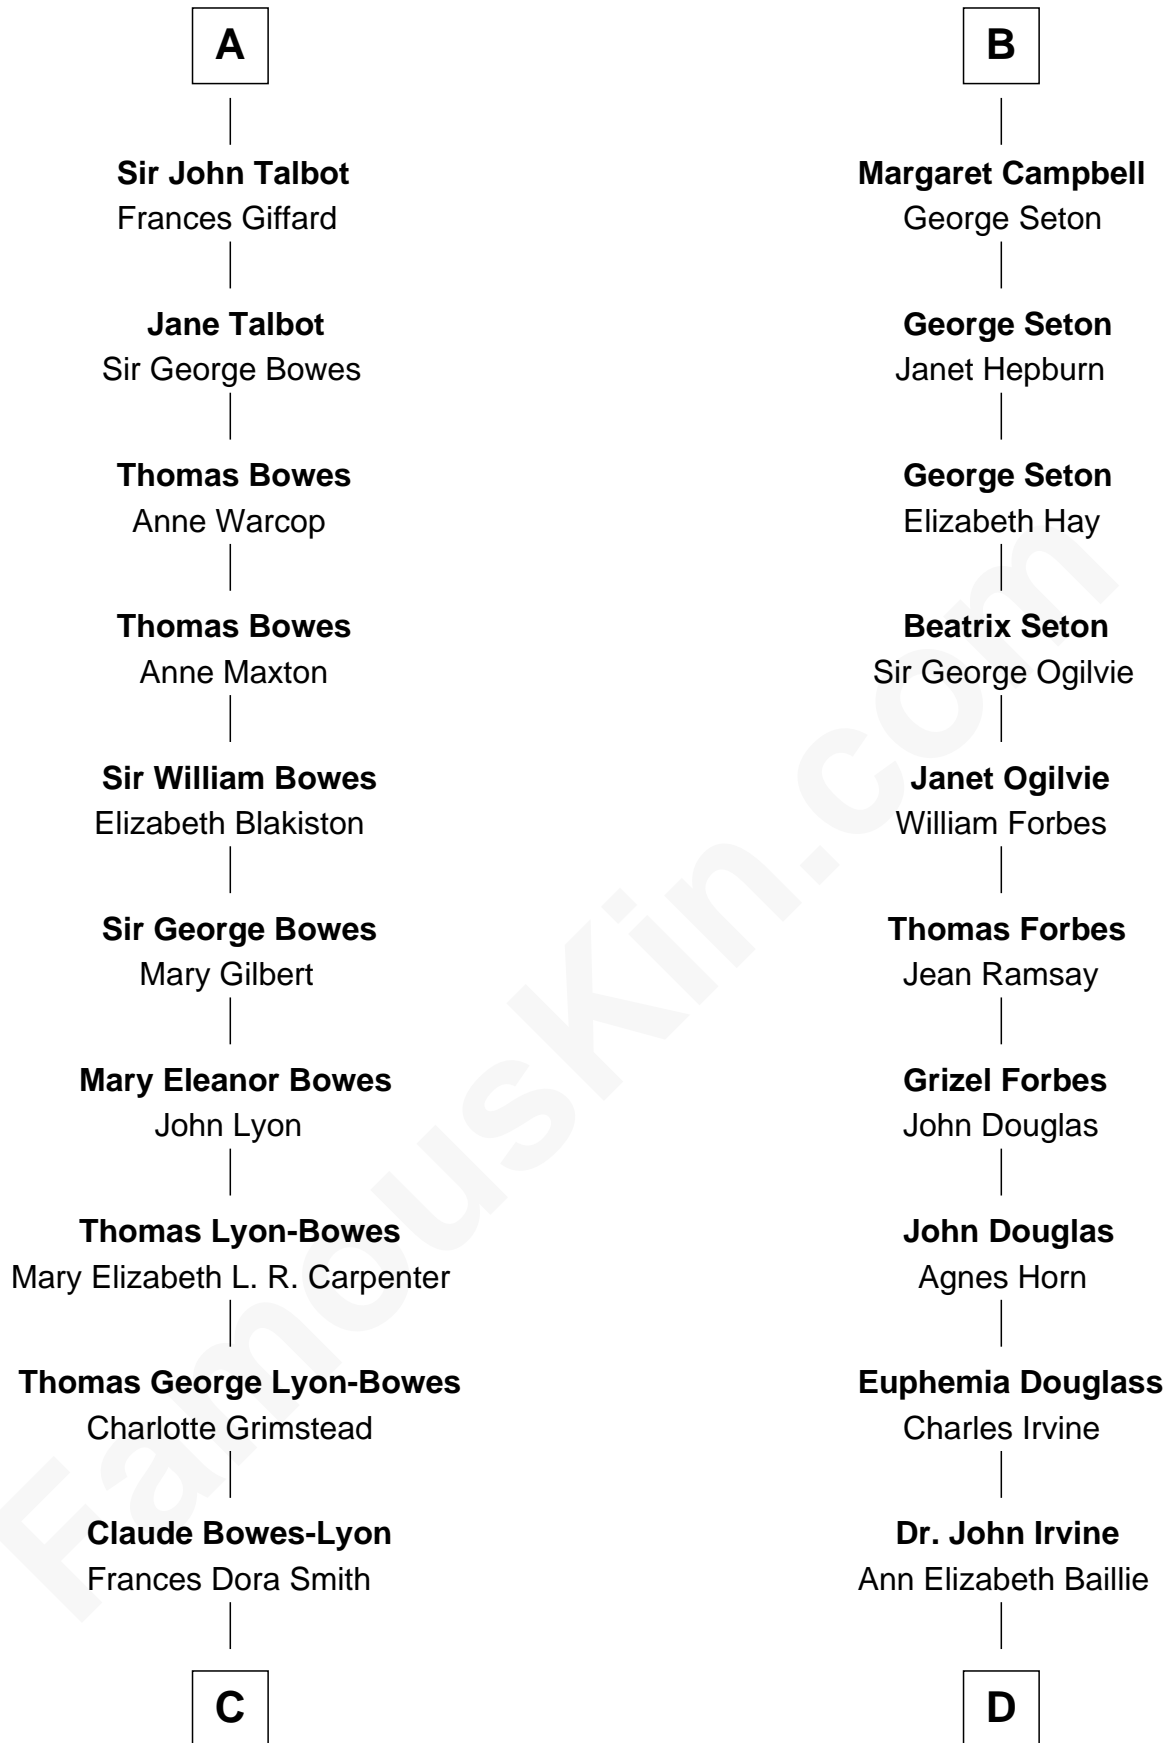 A
Sir John Talbot
Frances Giffard
Jane Talbot
Sir George Bowes
Thomas Bowes
Anne Warcop
Thomas Bowes
Anne Maxton
Sir William Bowes
Elizabeth Blakiston
Sir George Bowes
Mary Gilbert
Mary Eleanor Bowes
John Lyon
Thomas Lyon-Bowes
Mary Elizabeth L. R. Carpenter
Thomas George Lyon-Bowes
Charlotte Grimstead
Claude Bowes-Lyon
Frances Dora Smith
C
B
Margaret Campbell
George Seton
George Seton
Janet Hepburn
George Seton
Elizabeth Hay
Beatrix Seton
Sir George Ogilvie
Janet Ogilvie
William Forbes
Thomas Forbes
Jean Ramsay
Grizel Forbes
John Douglas
John Douglas
Agnes Horn
Euphemia Douglass
Charles Irvine
Dr. John Irvine
Ann Elizabeth Baillie
D
FamousKin.com